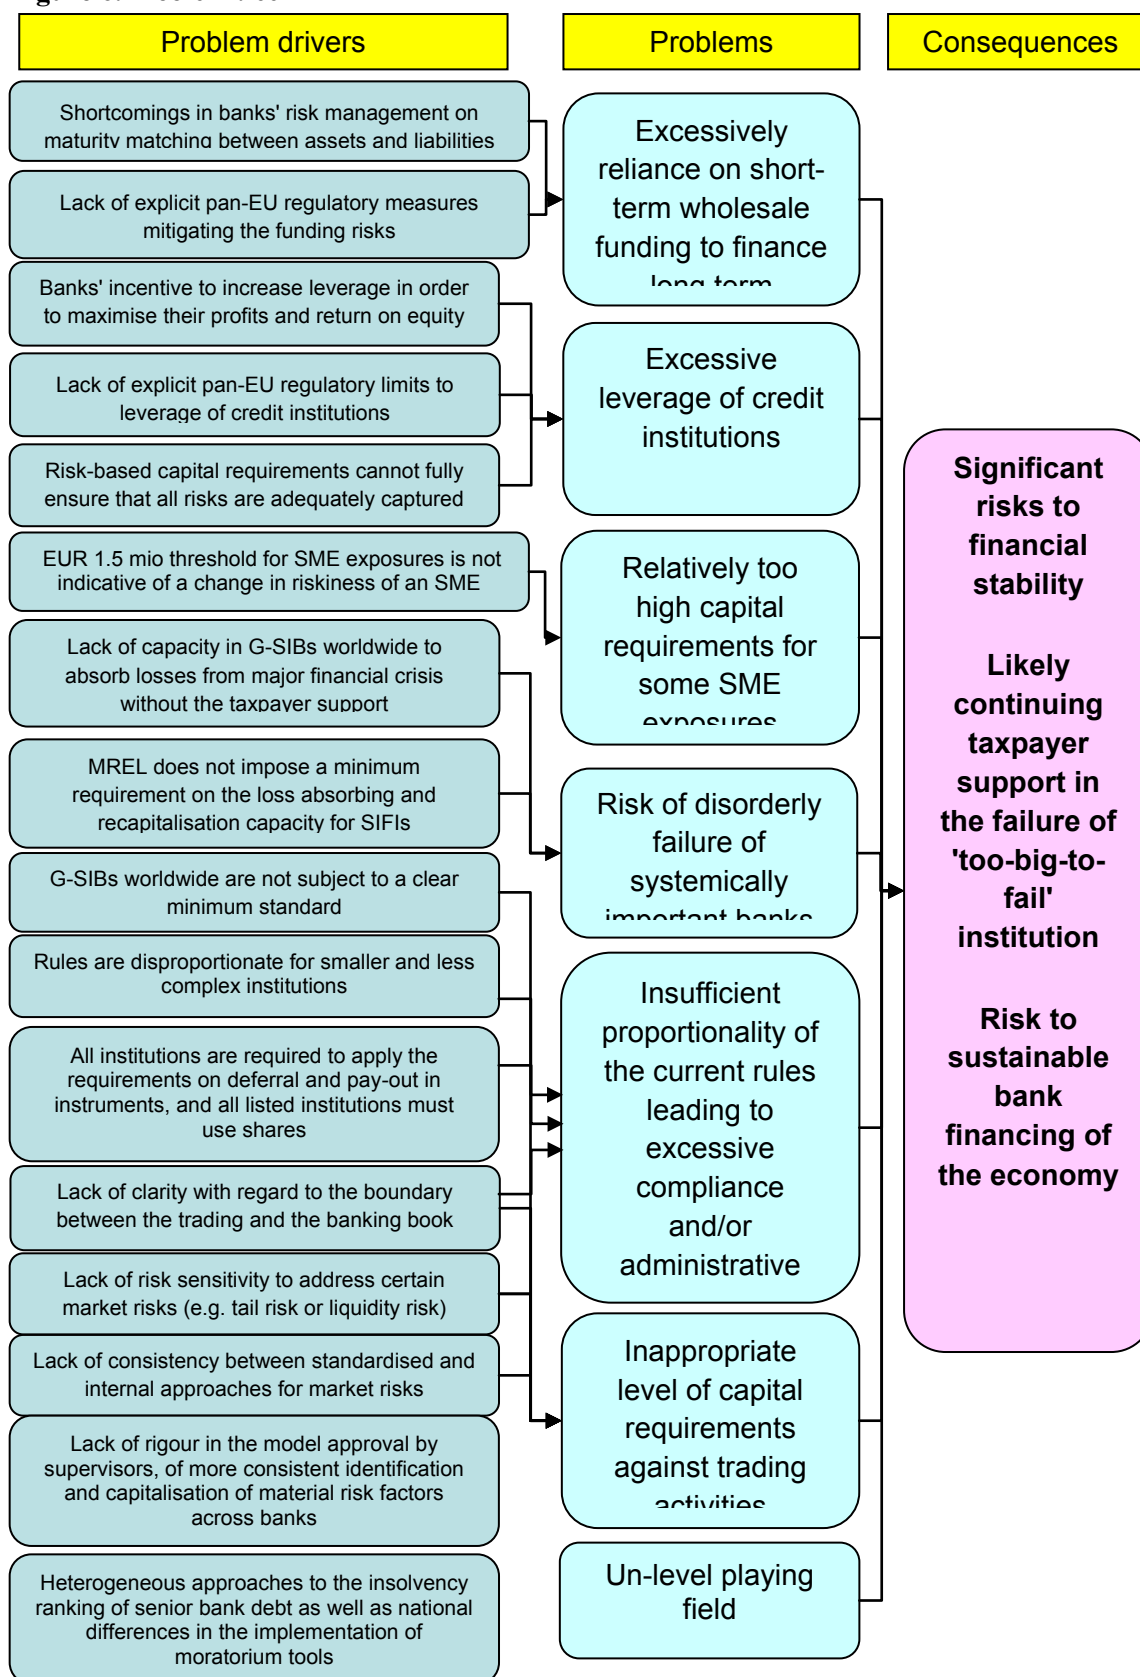 Problem drivers
Problems
Consequences
Shortcomings in banks' risk management on
maturity matching between assets and liabilities
Lack of explicit pan-EU regulatory measures
mitigating the funding risks
Banks' incentive to increase leverage in order
to maximise their profits and return on equity
Lack of explicit pan-EU regulatory limits to
leverage of credit institutions
Risk-based capital requirements cannot fully
ensure that all risks are adequately captured
EUR 1.5 mio threshold for SME exposures is not
indicative of a change in riskiness of an SME
Lack of capacity in G-SIBs worldwide to
absorb losses from major financial crisis
without the taxpayer support
MREL does not impose a minimum
requirement on the loss absorbing and
recapitalisation capacity for SIFIs
G-SIBs worldwide are not subject to a clear
minimum standard
Rules are disproportionate for smaller and less
complex institutions
All institutions are required to apply the
requirements on deferral and pay-out in
instruments, and all listed institutions must
use shares
Lack of clarity with regard to the boundary
between the trading and the banking book
Lack of risk sensitivity to address certain
market risks (e.g. tail risk or liquidity risk)
Lack of consistency between standardised and
internal approaches for market risks
Lack of rigour in the model approval by
supervisors, of more consistent identification
and capitalisation of material risk factors
across banks
Heterogeneous approaches to the insolvency
ranking of senior bank debt as well as national
differences in the implementation of
moratorium tools
Excessively
reliance on short-
term wholesale
funding to finance
long term
Excessive
leverage of credit
institutions
Relatively too
high capital
requirements for
some SME
exposures
Risk of disorderly
failure of
systemically
important banks
Insufficient
proportionality of
the current rules
leading to
excessive
compliance
and/or
administrative
Inappropriate
level of capital
requirements
against trading
activities
Un-level playing
field
Significant
risks to
financial
stability
Likely
continuing
taxpayer
support in
the failure of
'too-big-to-
fail'
institution
Risk to
sustainable
bank
financing of
the economy